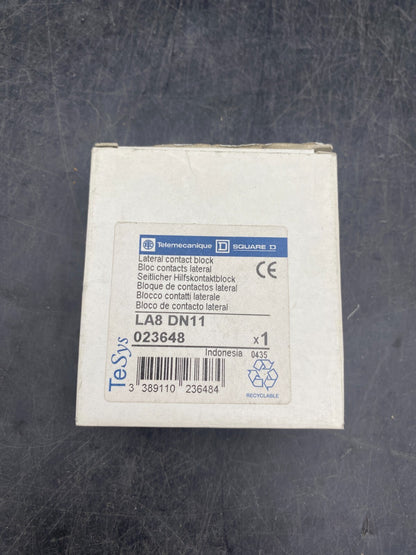 Telemecanique SQUARE D
Lateral contact block
Bloc contacts lateral
Seitlicher Hilfskontaktblock
Bloque de contactos lateral
Blocco contatti laterale
Bloco de contacto lateral
CE
LA8 DN11
023648 x1
Indonesia 0435
TeSys
3 389110 236484
RECYCLABLE